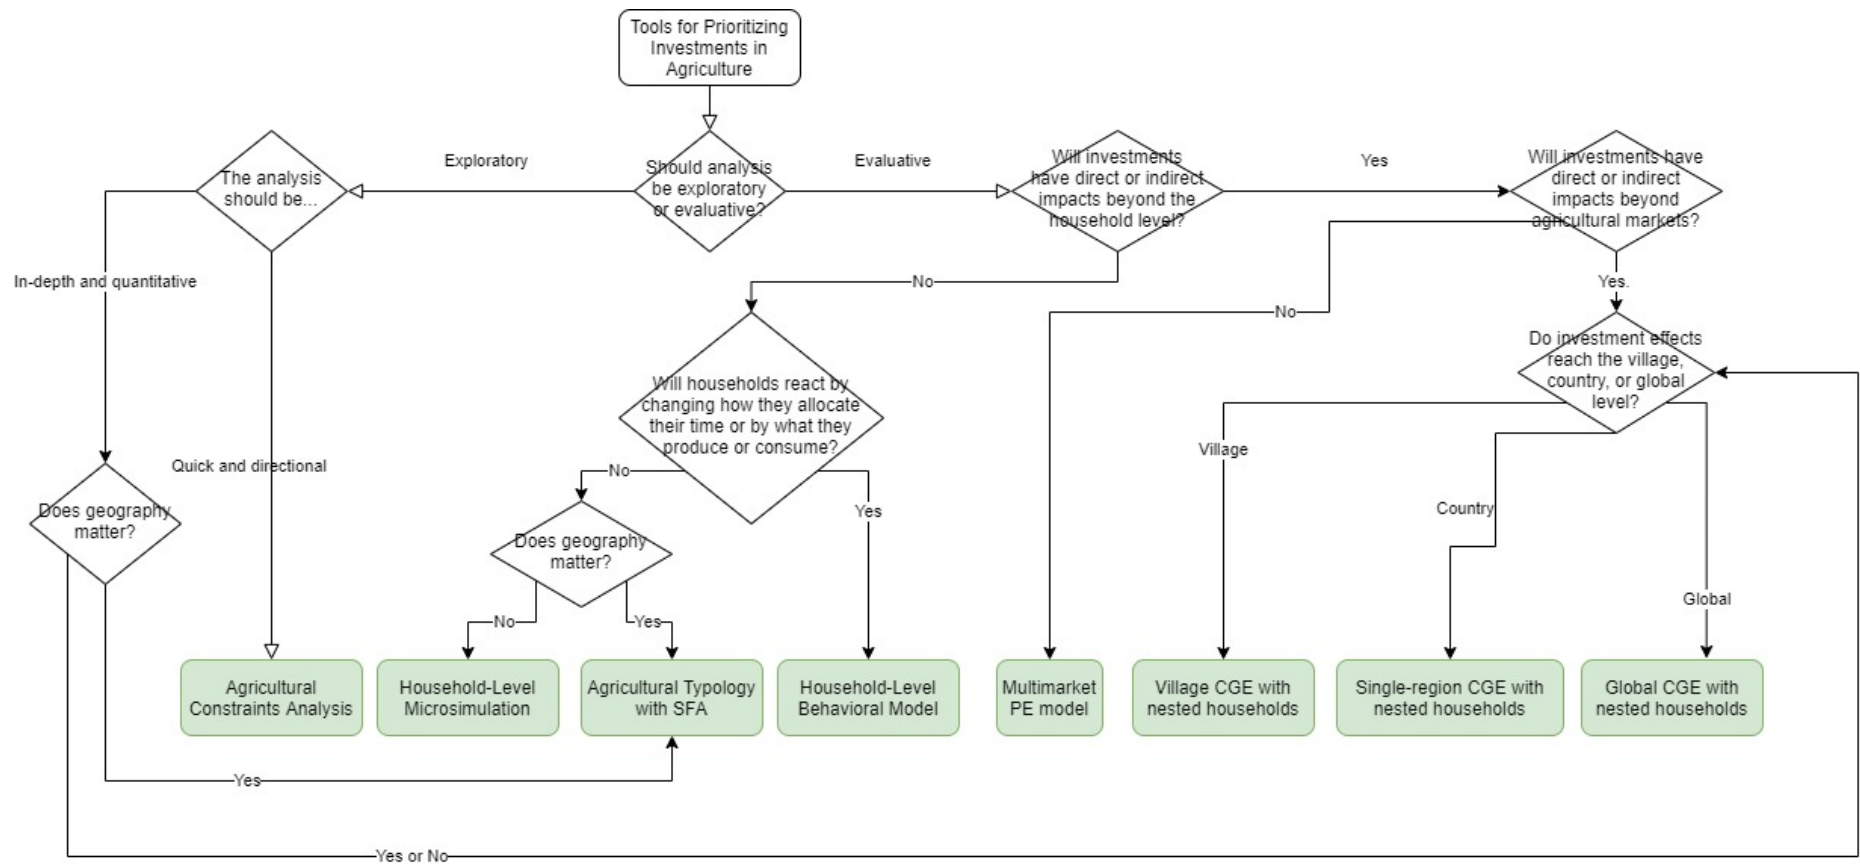 Tools for Prioritizing
Investments in
Agriculture
Exploratory
Evaluative
Yes
The analysis
should be...
Should analysis
be exploratory
or evaluative?
Will investments
have direct or indirect
impacts beyond the
household level?
Will investments have
direct or indirect
impacts beyond
agricultural markets?
In-depth and quantitative
No
Yes.
No
Do investment effects
reach the village,
country, or global
level?
Will households react by
changing how they allocate
their time or by what they
produce or consume?
Village
Quick and directional
No
Yes
Country
Does geography
matter?
Does geography
matter?
Global
No
Yes
Agricultural
Constraints Analysis
Household-Level
Microsimulation
Agricultural Typology
with SFA
Household-Level
Behavioral Model
Multimarket
PE model
Village CGE with
nested households
Single-region CGE with
nested households
Global CGE with
nested households
Yes
Yes or No